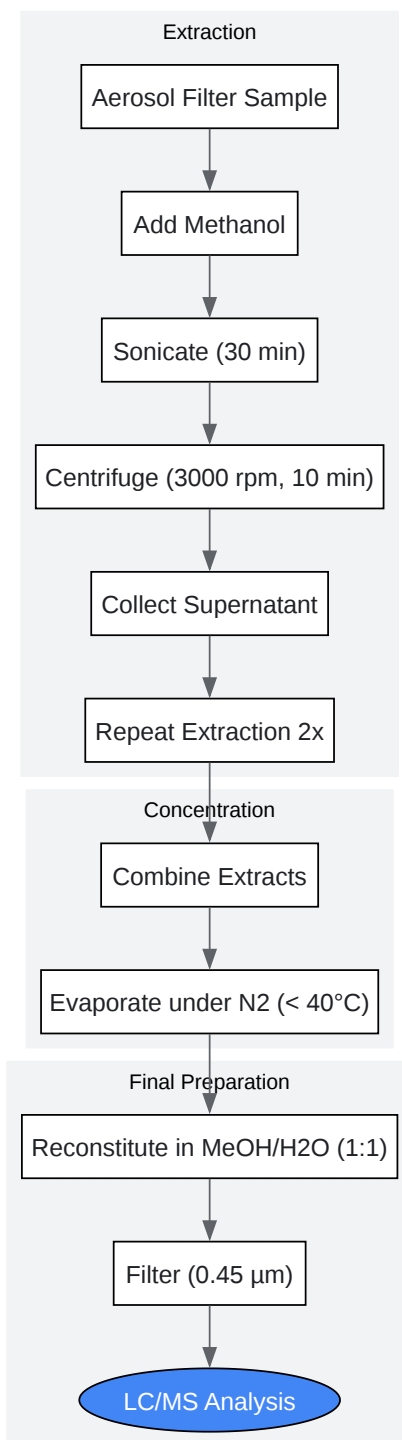 Extraction
Aerosol Filter Sample
Add Methanol
Sonicate (30 min)
Centrifuge (3000 rpm, 10 min)
Collect Supernatant
Repeat Extraction 2x
Concentration
Combine Extracts
Evaporate under N2 (< 40°C)
Final Preparation
Reconstitute in MeOH/H2O (1:1)
Filter (0.45 µm)
LC/MS Analysis